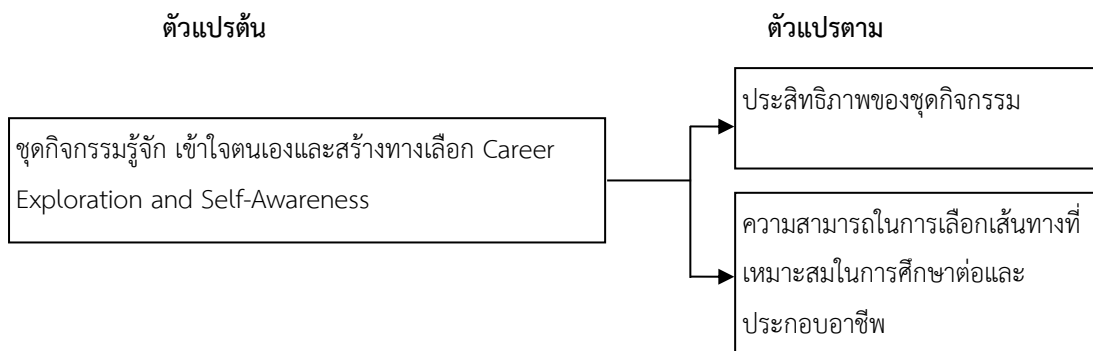 ตัวแปรต้น
ตัวแปรตาม
ชุดกิจกรรมรู้จัก เข้าใจตนเองและสร้างทางเลือก Career
Exploration and Self-Awareness
ประสิทธิภาพของชุดกิจกรรม
ความสามารถในการเลือกเส้นทางที่
เหมาะสมในการศึกษาต่อและ
ประกอบอาชีพ